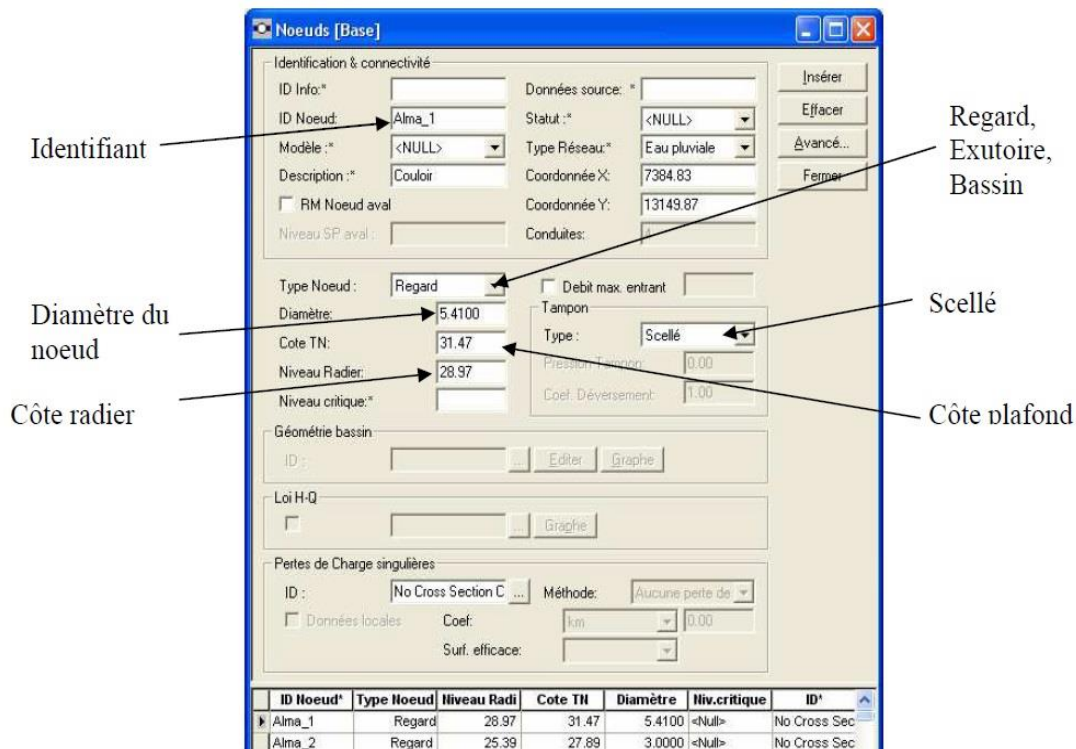 Noeuds [Base]
Identification & connectivité
ID Info:*
Données source: *
Insérer
ID Noeud: Alma_1
Statut :* <NULL>
Effacer
Modèle :* <NULL>
Type Réseau:* Eau pluviale
Avancé...
Description :* Couloir
Coordonnée X: 7384.83
Fermer
RM Noeud aval
Coordonnée Y: 13149.87
Niveau SP aval :
Conduites: 4
Identifiant
Regard,
Exutoire,
Bassin
Type Noeud : Regard
Debit max. entrant
Diamètre: 5.4100
Tampon
Cote TN: 31.47
Type : Scellé
Niveau Radier: 28.97
Pression Tampon: 0.00
Niveau critique:*
Coef. Déversement: 1.00
Diamètre du
noeud
Scellé
Côte radier
Côte plafond
Géométrie bassin
ID : ... Editer Graphe
Loi H-Q
... Graphe
Pertes de Charge singulières
ID : No Cross Section C ... Méthode: Aucune perte de
Données locales Coef: km 0.00
Surf. efficace:
ID Noeud* Type Noeud Niveau Radi Cote TN Diamètre Niv.critique ID*
Alma_1 Regard 28.97 31.47 5.4100 <Null> No Cross Sec
Alma_2 Regard 25.39 27.89 3.0000 <Null> No Cross Sec